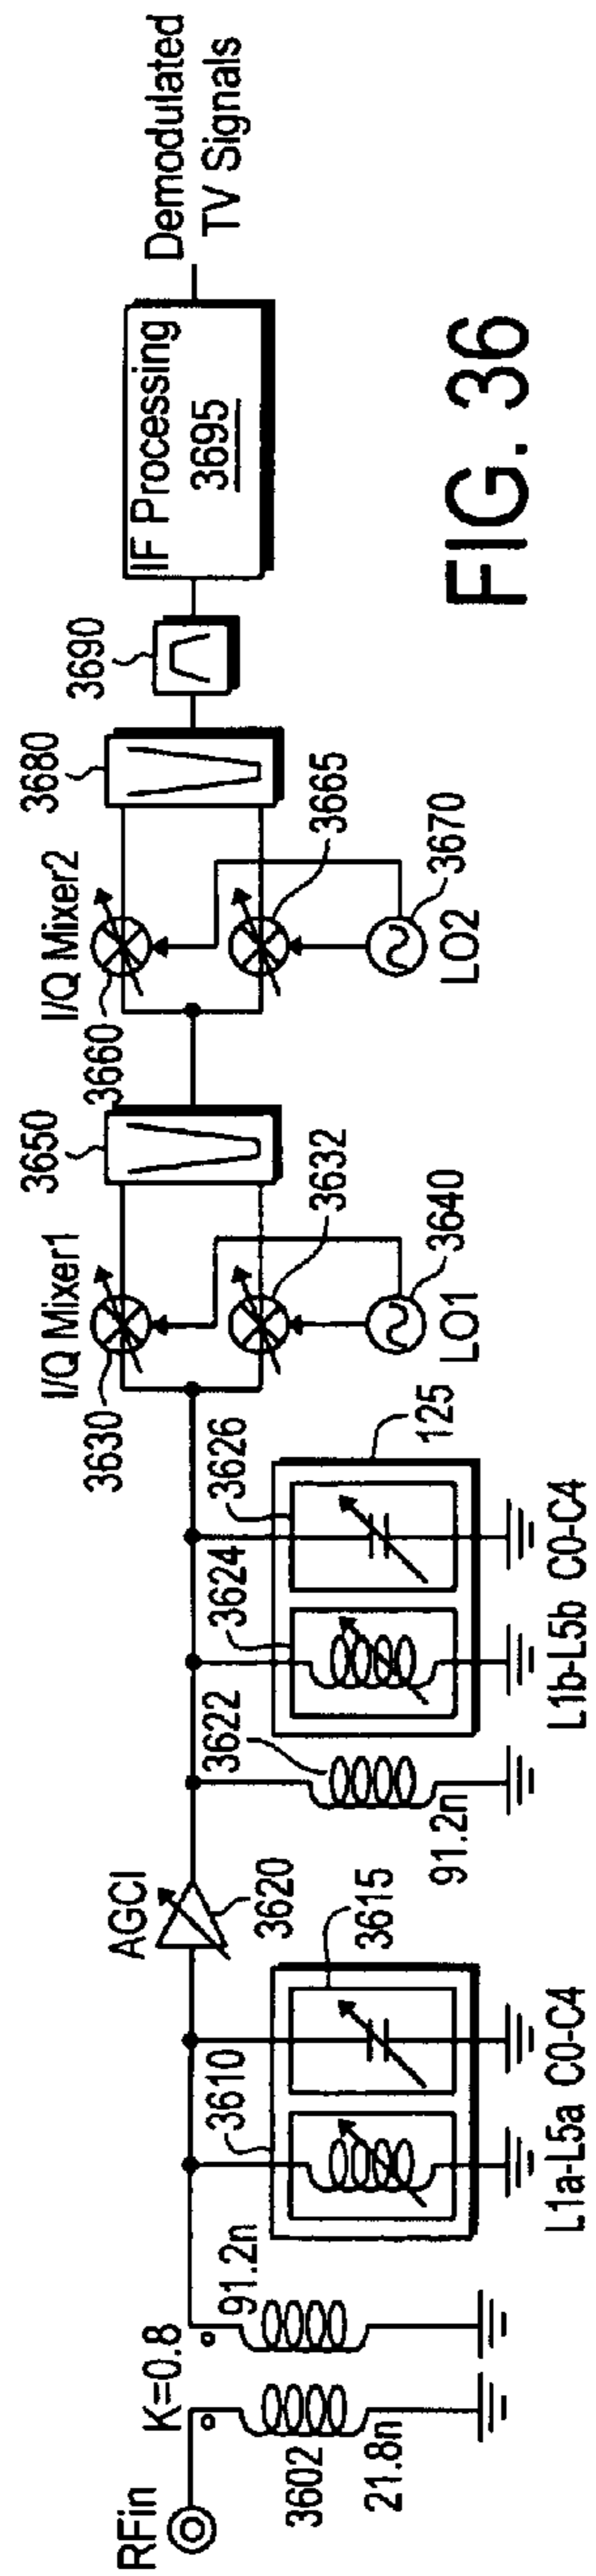 RFin
K=0.8
3602
21.8n
91.2n
3610
3615
L1a-L5a
C0-C4
AGCI
3620
91.2n
3622
3624
3626
125
L1b-L5b
C0-C4
I/Q Mixer1
3630
3632
3640
LO1
3650
I/Q Mixer2
3660
3665
3670
LO2
3680
3690
IF Processing
3695
Demodulated
TV Signals
FIG. 36